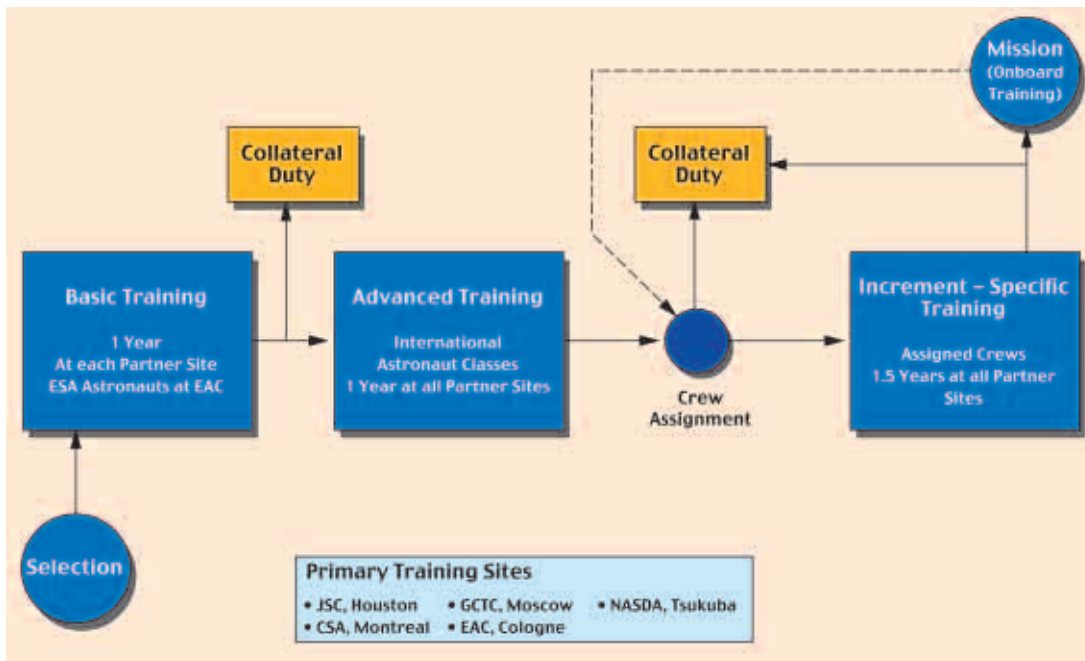 Mission
(Onboard
Training)
Collateral
Duty
Collateral
Duty
Basic Training
1 Year
At each Partner Site
ESA Astronauts at EAC
Advanced Training
International
Astronaut Classes
1 Year at all Partner Sites
Crew
Assignment
Increment – Specific
Training
Assigned Crews
1.5 Years at all Partner
Sites
Selection
Primary Training Sites
• JSC, Houston • GCTC, Moscow • NASDA, Tsukuba
• CSA, Montreal • EAC, Cologne